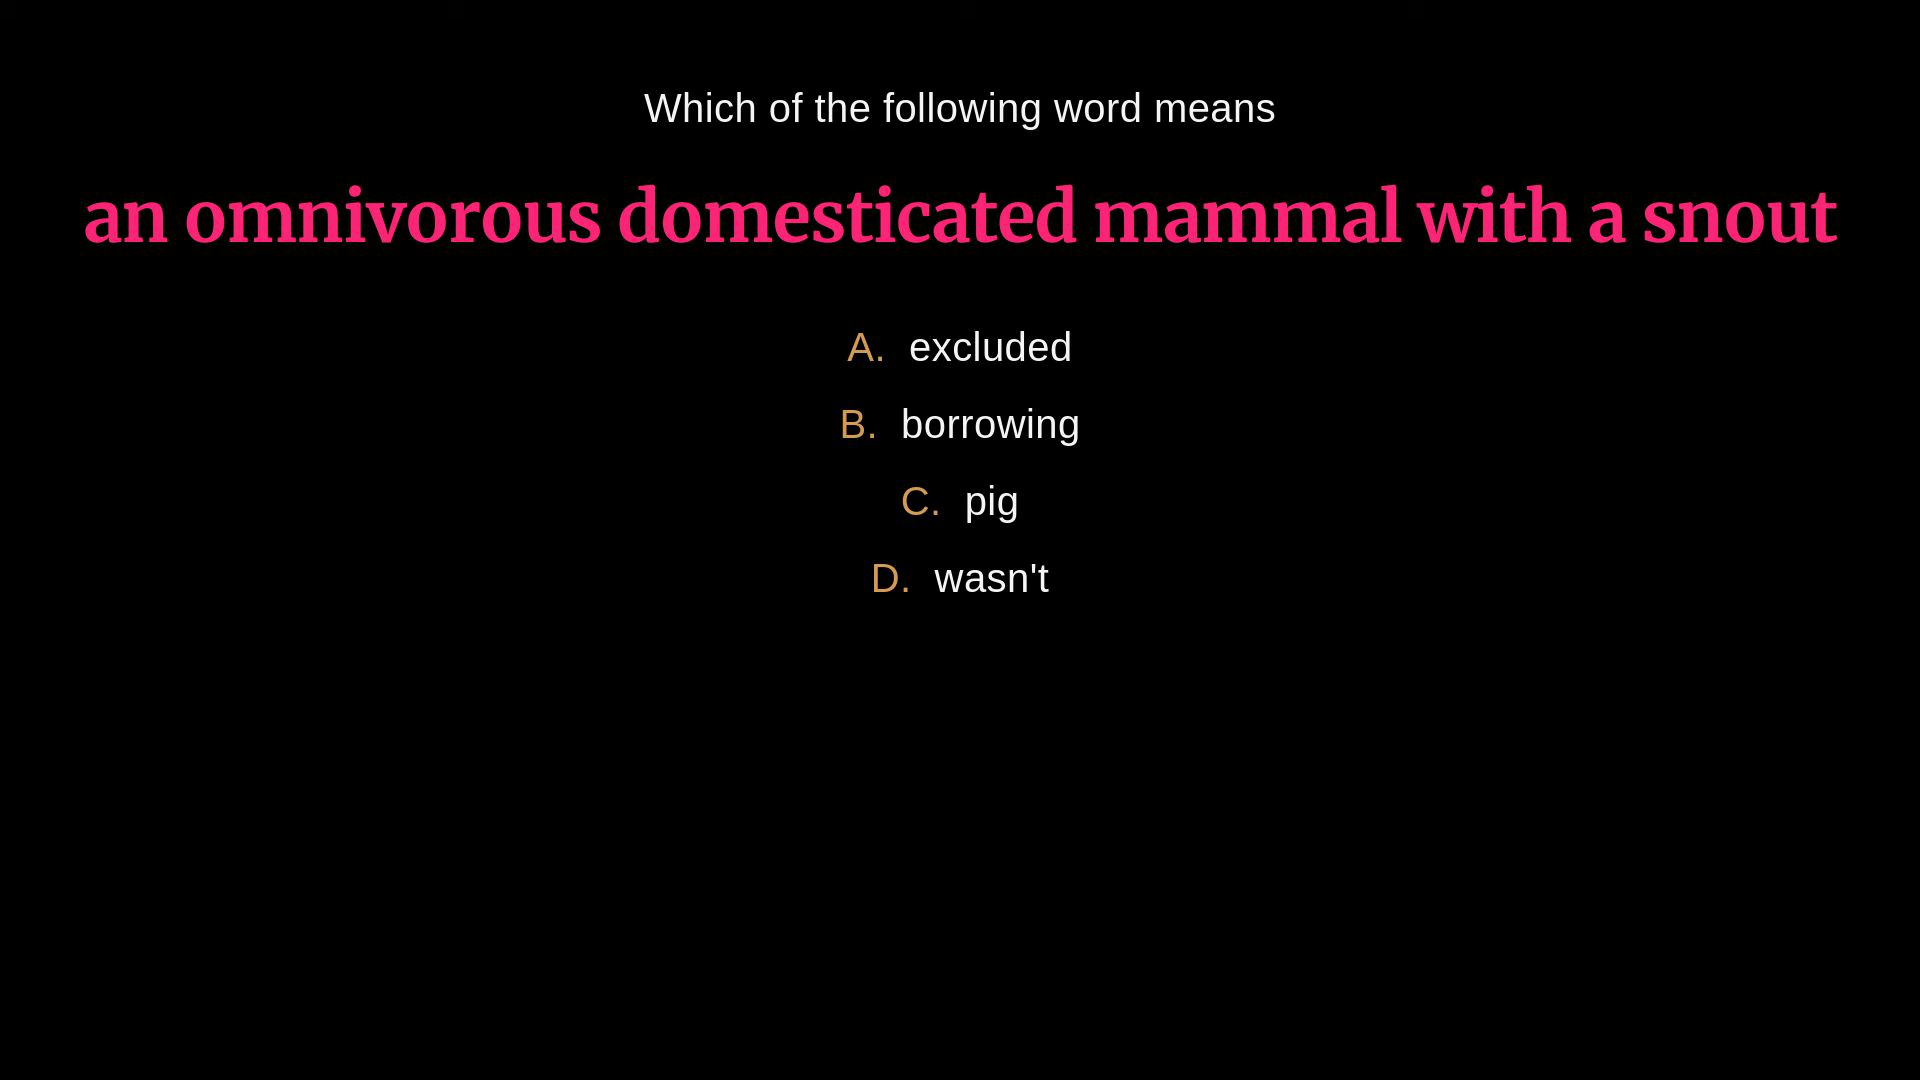 Which of the following word means
an omnivorous domesticated mammal with a snout
A. excluded
B. borrowing
C. pig
D. wasn't